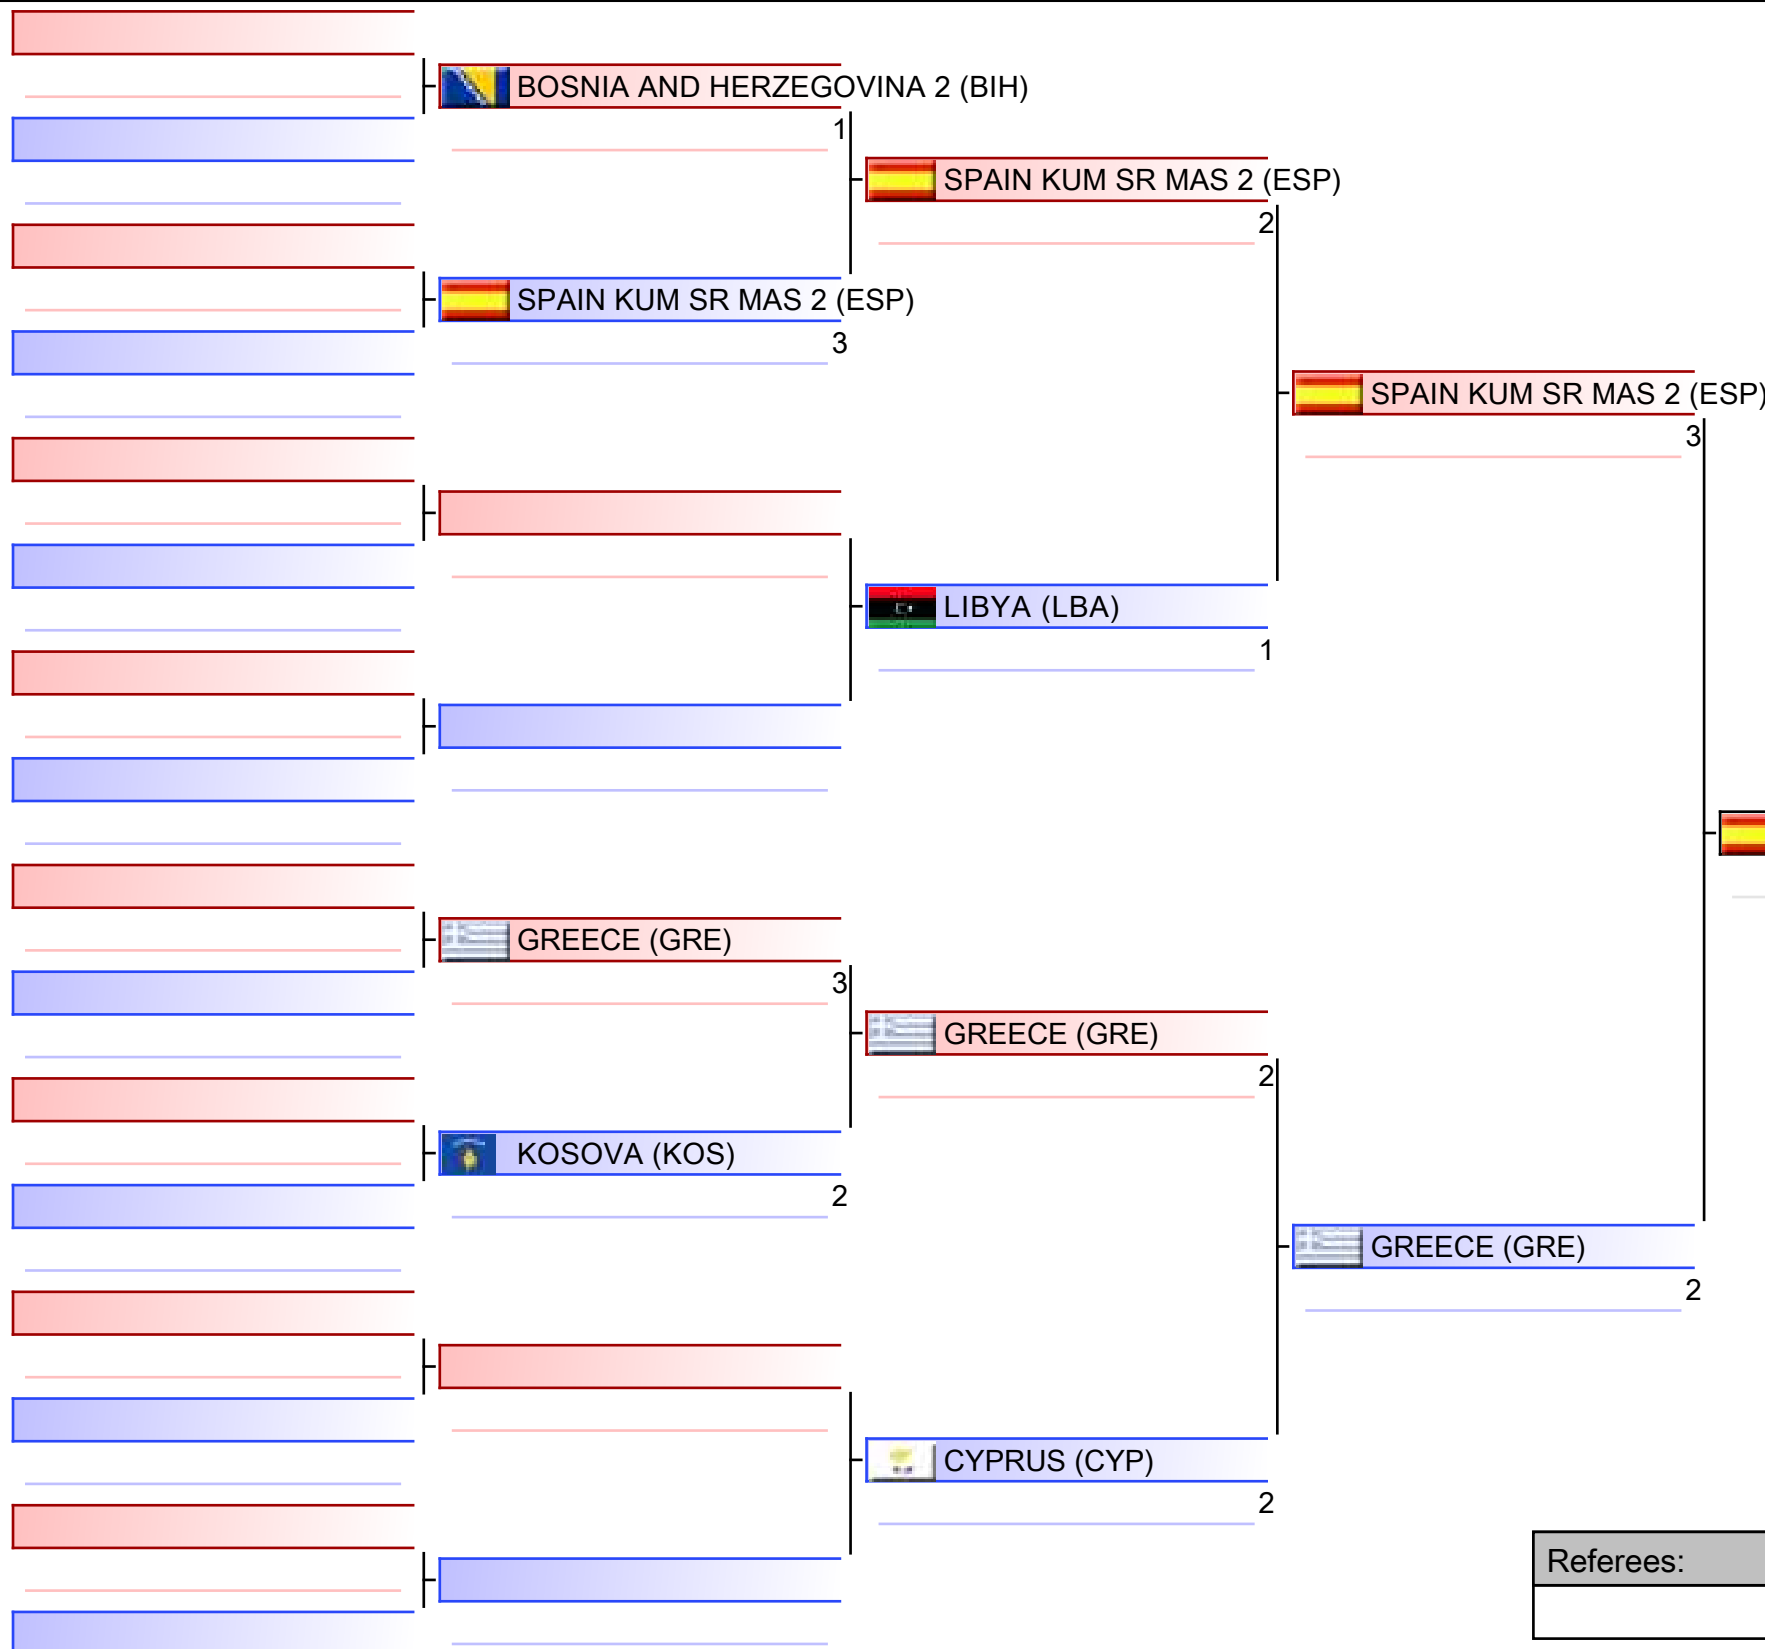 BOSNIA AND HERZEGOVINA 2 (BIH)
1
SPAIN KUM SR MAS 2 (ESP)
2
SPAIN KUM SR MAS 2 (ESP)
3
SPAIN KUM SR MAS 2 (ESP)
3
LIBYA (LBA)
1
GREECE (GRE)
3
GREECE (GRE)
2
KOSOVA (KOS)
2
GREECE (GRE)
2
CYPRUS (CYP)
2
Referees: